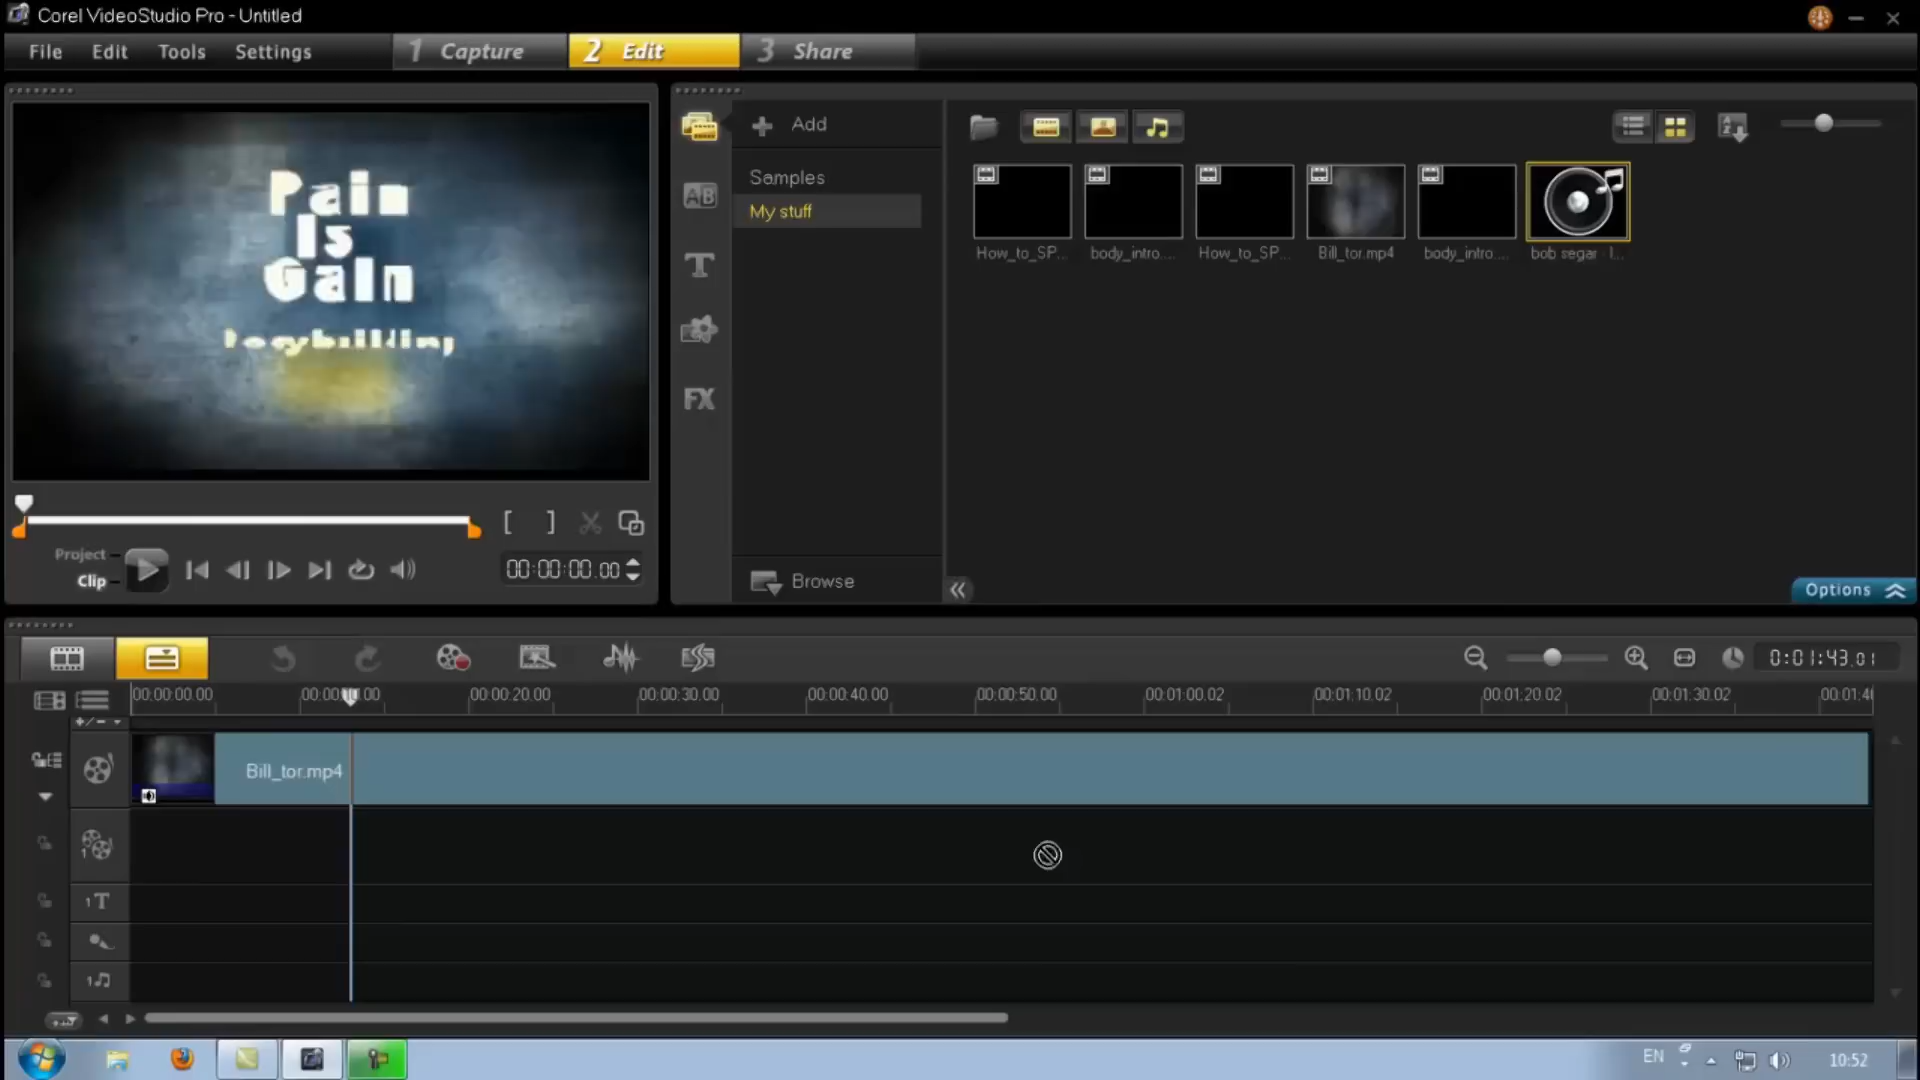 Corel VideoStudio Pro - Untitled
File Edit Tools Settings
1 Capture 2 Edit 3 Share
Pain
Is
Gain
Add
Samples
My stuff
How_to_SP... body_intro.... How_to_SP... Bill_tor.mp4 body_intro.... bob segar l...
Project
Clip
00:00:00.00
Browse
Options
0:01:43.01
00:00:00.00 00:00:20.00 00:00:30.00 00:00:40.00 00:00:50.00 00:01:00.02 00:01:10.02 00:01:20.02 00:01:30.02 00:01:4
Bill_tor.mp4
EN
10:52